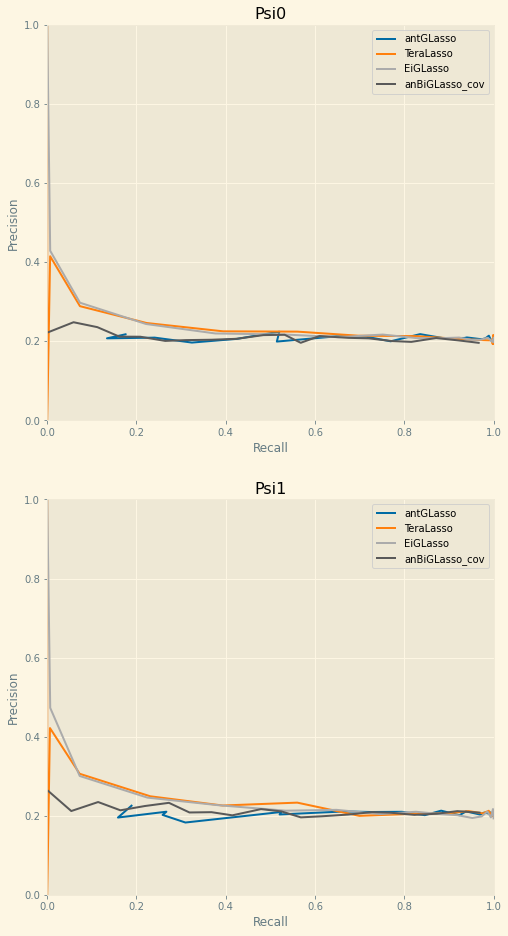 Psi0
1.0
0.8
0.6
0.4
0.2
0.0
Precision
antGLasso
TeraLasso
EiGLasso
anBiGLasso_cov
0.0 0.2 0.4 0.6 0.8 1.0
Recall
Psi1
1.0
0.8
0.6
0.4
0.2
0.0
Precision
antGLasso
TeraLasso
EiGLasso
anBiGLasso_cov
0.0 0.2 0.4 0.6 0.8 1.0
Recall